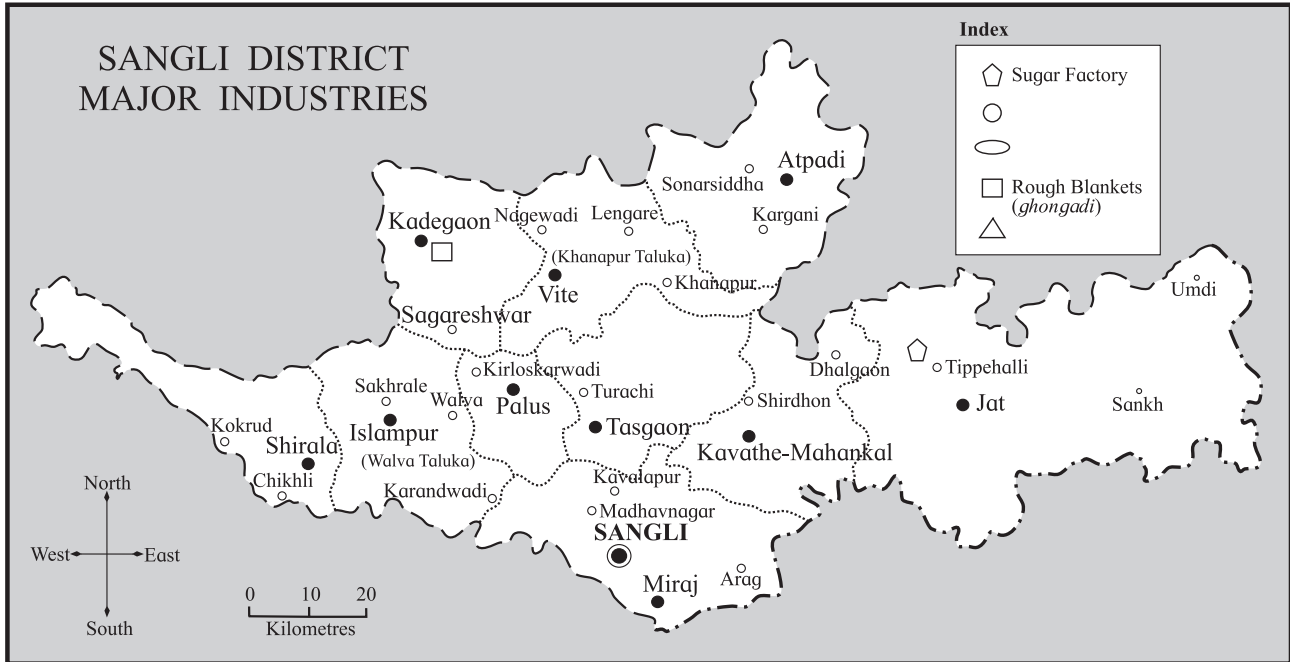 SANGLI DISTRICT
MAJOR INDUSTRIES
Index
Sugar Factory
Rough Blankets
(ghongadi)
Atpadi
Sonarsiddha
Kargani
Kadegaon
Nagewadi
Lengare
(Khanapur Taluka)
Vite
Khanapur
Sagareshwar
Umdi
Kirloskarwadi
Palus
Turachi
Tasgaon
Dhalgaon
Tippehalli
Jat
Sankh
Shirdhon
Kavathe-Mahankal
Sakhrale
Walva
Islampur
(Walva Taluka)
Kokrud
Shirala
Chikhli
Karandwadi
Kavalapur
Madhavnagar
SANGLI
Miraj
Arag
North
West
East
South
0 10 20
Kilometres